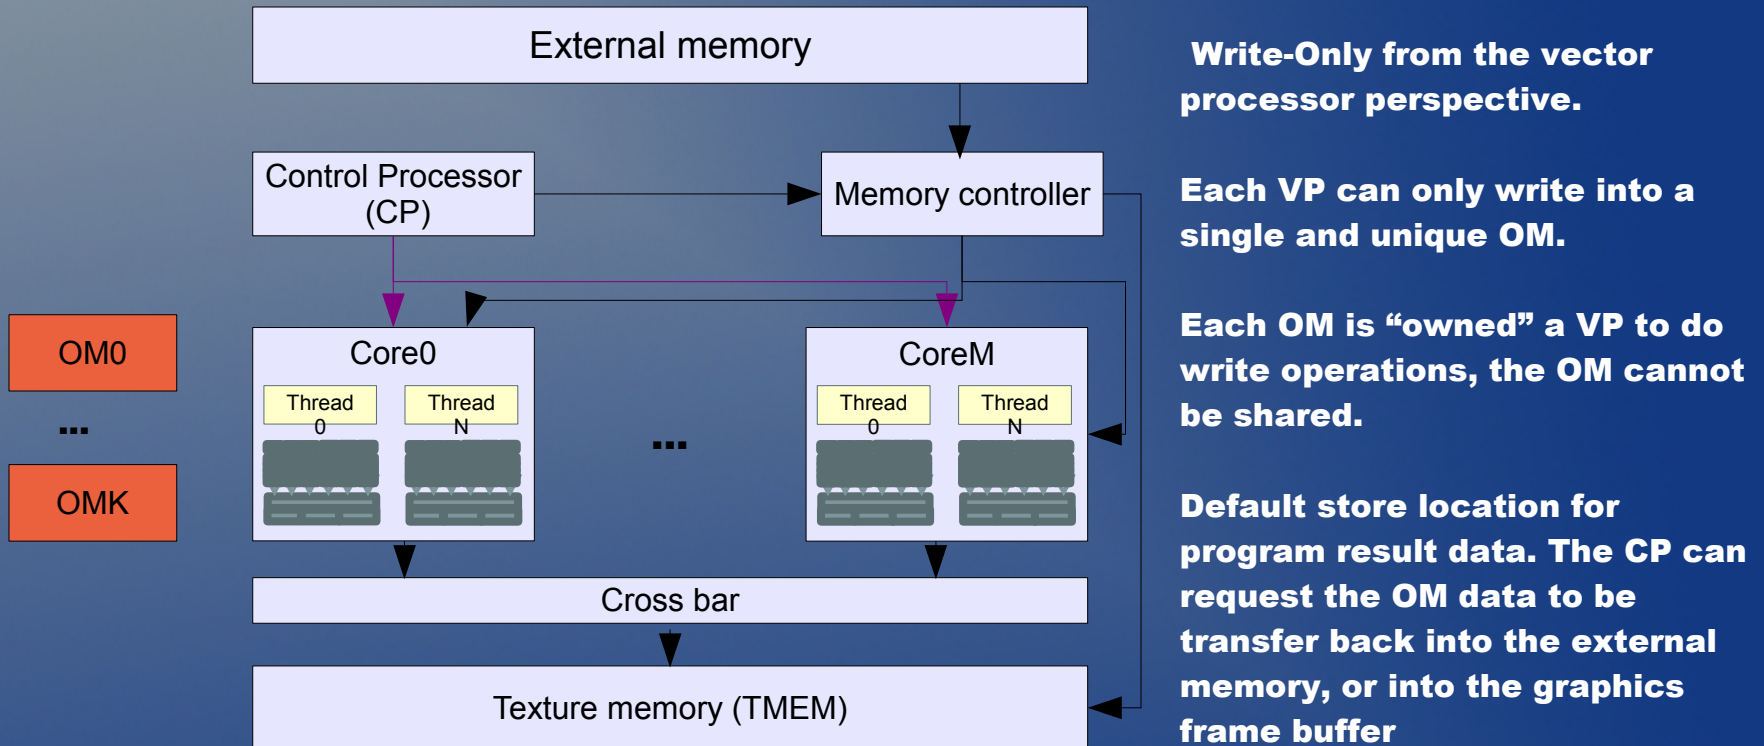 External memory
Control Processor
(CP)
Memory controller
OM0
...
OMK
Core0
Thread
0
Thread
N
...
CoreM
Thread
0
Thread
N
Cross bar
Texture memory (TMEM)
Write-Only from the vector
processor perspective.
Each VP can only write into a
single and unique OM.
Each OM is “owned” a VP to do
write operations, the OM cannot
be shared.
Default store location for
program result data. The CP can
request the OM data to be
transfer back into the external
memory, or into the graphics
frame buffer